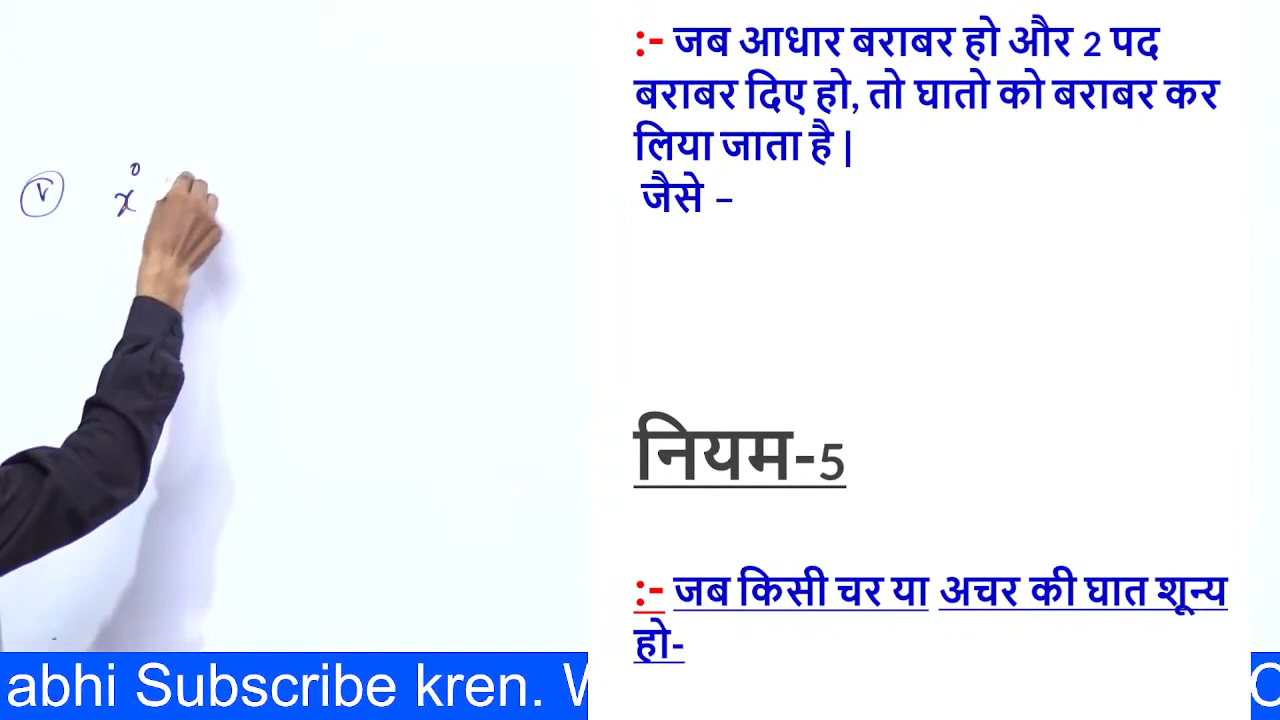 :- जब आधार बराबर हो और 2 पद
बराबर दिए हो, तो घातो को बराबर कर
लिया जाता है |
जैसे –
V x⁰
नियम-5
:- जब किसी चर या अचर की घात शून्य
हो-
abhi Subscribe kren.